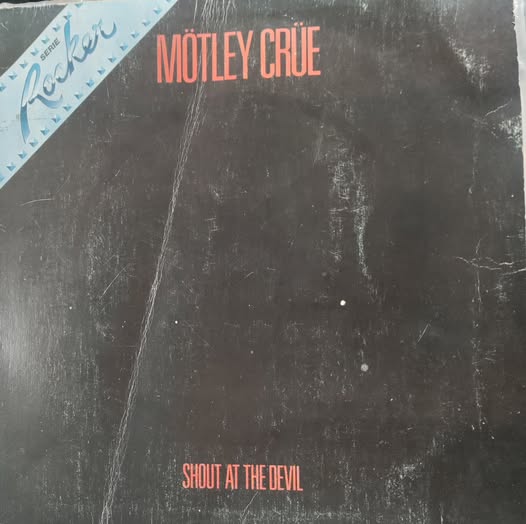 SERIE
Rocker
MÖTLEY CRÜE
SHOUT AT THE DEVIL